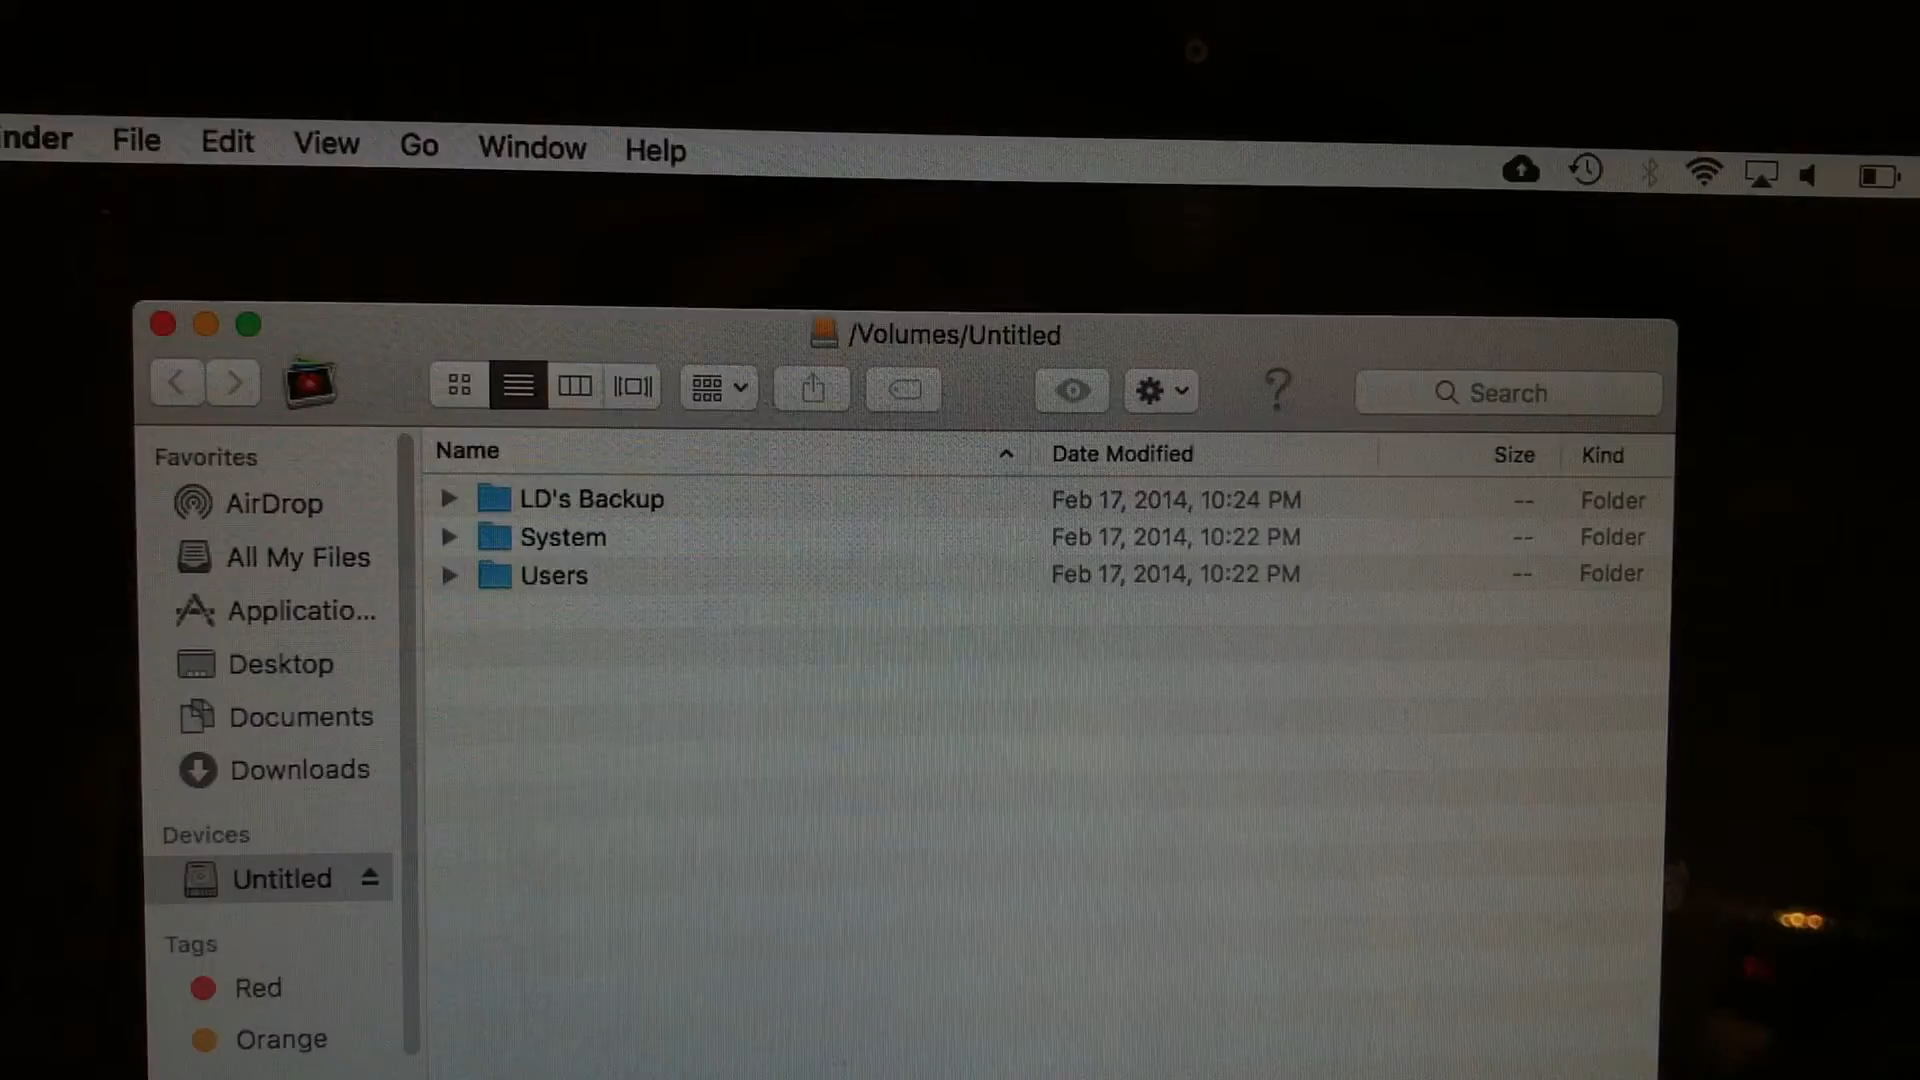 inder File Edit View Go Window Help
/Volumes/Untitled
Search
Favorites
AirDrop
All My Files
Applicatio...
Desktop
Documents
Downloads
Devices
Untitled
Tags
Red
Orange
Name Date Modified Size Kind
LD's Backup Feb 17, 2014, 10:24 PM -- Folder
System Feb 17, 2014, 10:22 PM -- Folder
Users Feb 17, 2014, 10:22 PM -- Folder